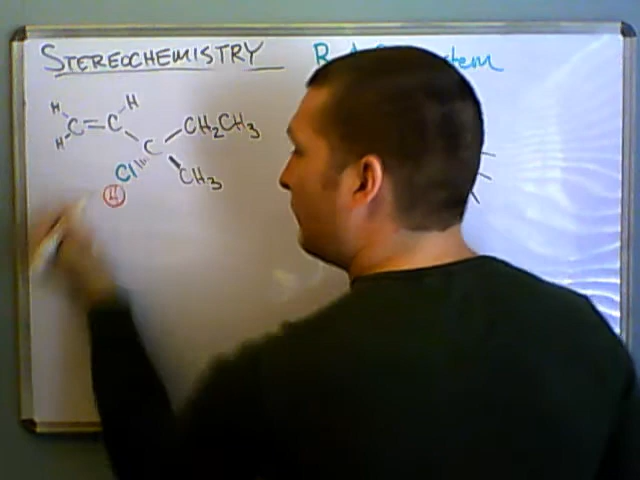 STEREOCHEMISTRY R
H H
C=C C CH2CH3
H
Cl CH3
4